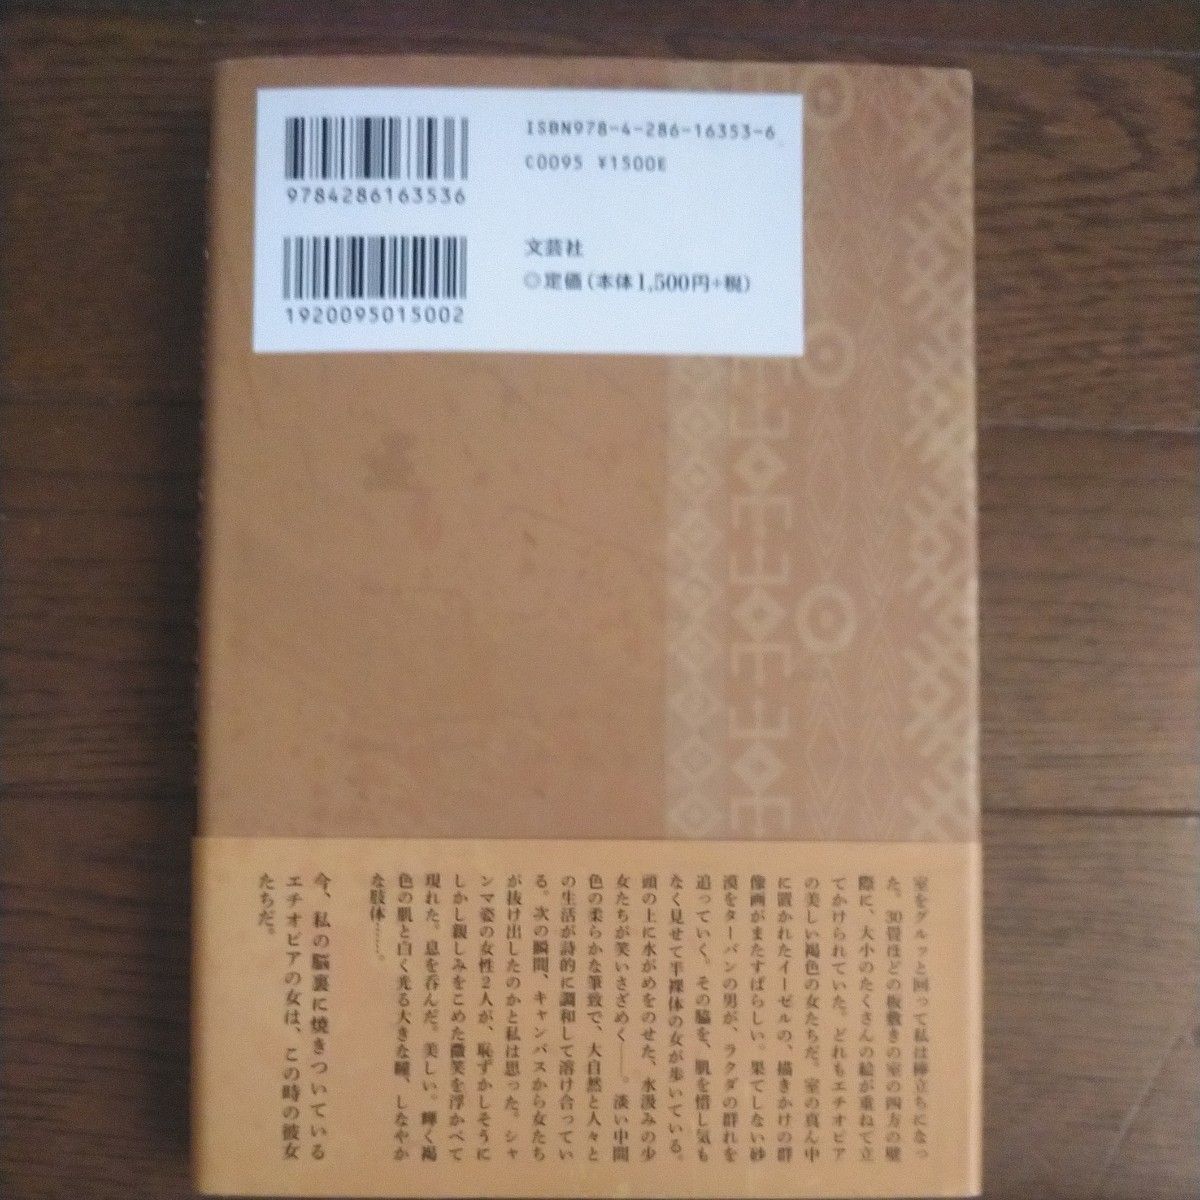 ISBN978-4-286-16353-6
C0095 ¥1500E
9784286163536
文芸社
◎定価(本体1,500円+税)
1920095015002
室をグルッと回って私は棒立ちになっ
た。30畳ほどの板敷きの室の四方の壁
際に、大小のたくさんの絵が重ねて立
てかけられていた。どれもエチオピア
の美しい褐色の女たちだ。室の真ん中
に置かれたイーゼルの、描きかけの群
像画がまたすばらしい。果てしない砂
漠をターバンの男が、ラクダの群れを
追っていく。その脇を、肌を惜し気も
なく見せて半裸体の女が歩いている。
頭の上に水がめをのせた、水汲みの少
女たちが笑いさざめく――。淡い中間
色の柔らかな筆致で、大自然と人々と
の生活が詩的に調和して溶け合ってい
る。次の瞬間、キャンバスから女たち
が抜け出したのかと私は思った。シャ
ンマ姿の女性2人が、恥ずかしそうに
しかし親しみをこめた微笑を浮かべて
現れた。息を呑んだ。美しい。輝く褐
色の肌と白く光る大きな瞳、しなやか
な肢体……。
今、私の脳裏に焼きついている
エチオピアの女は、この時の彼女
たちだ。